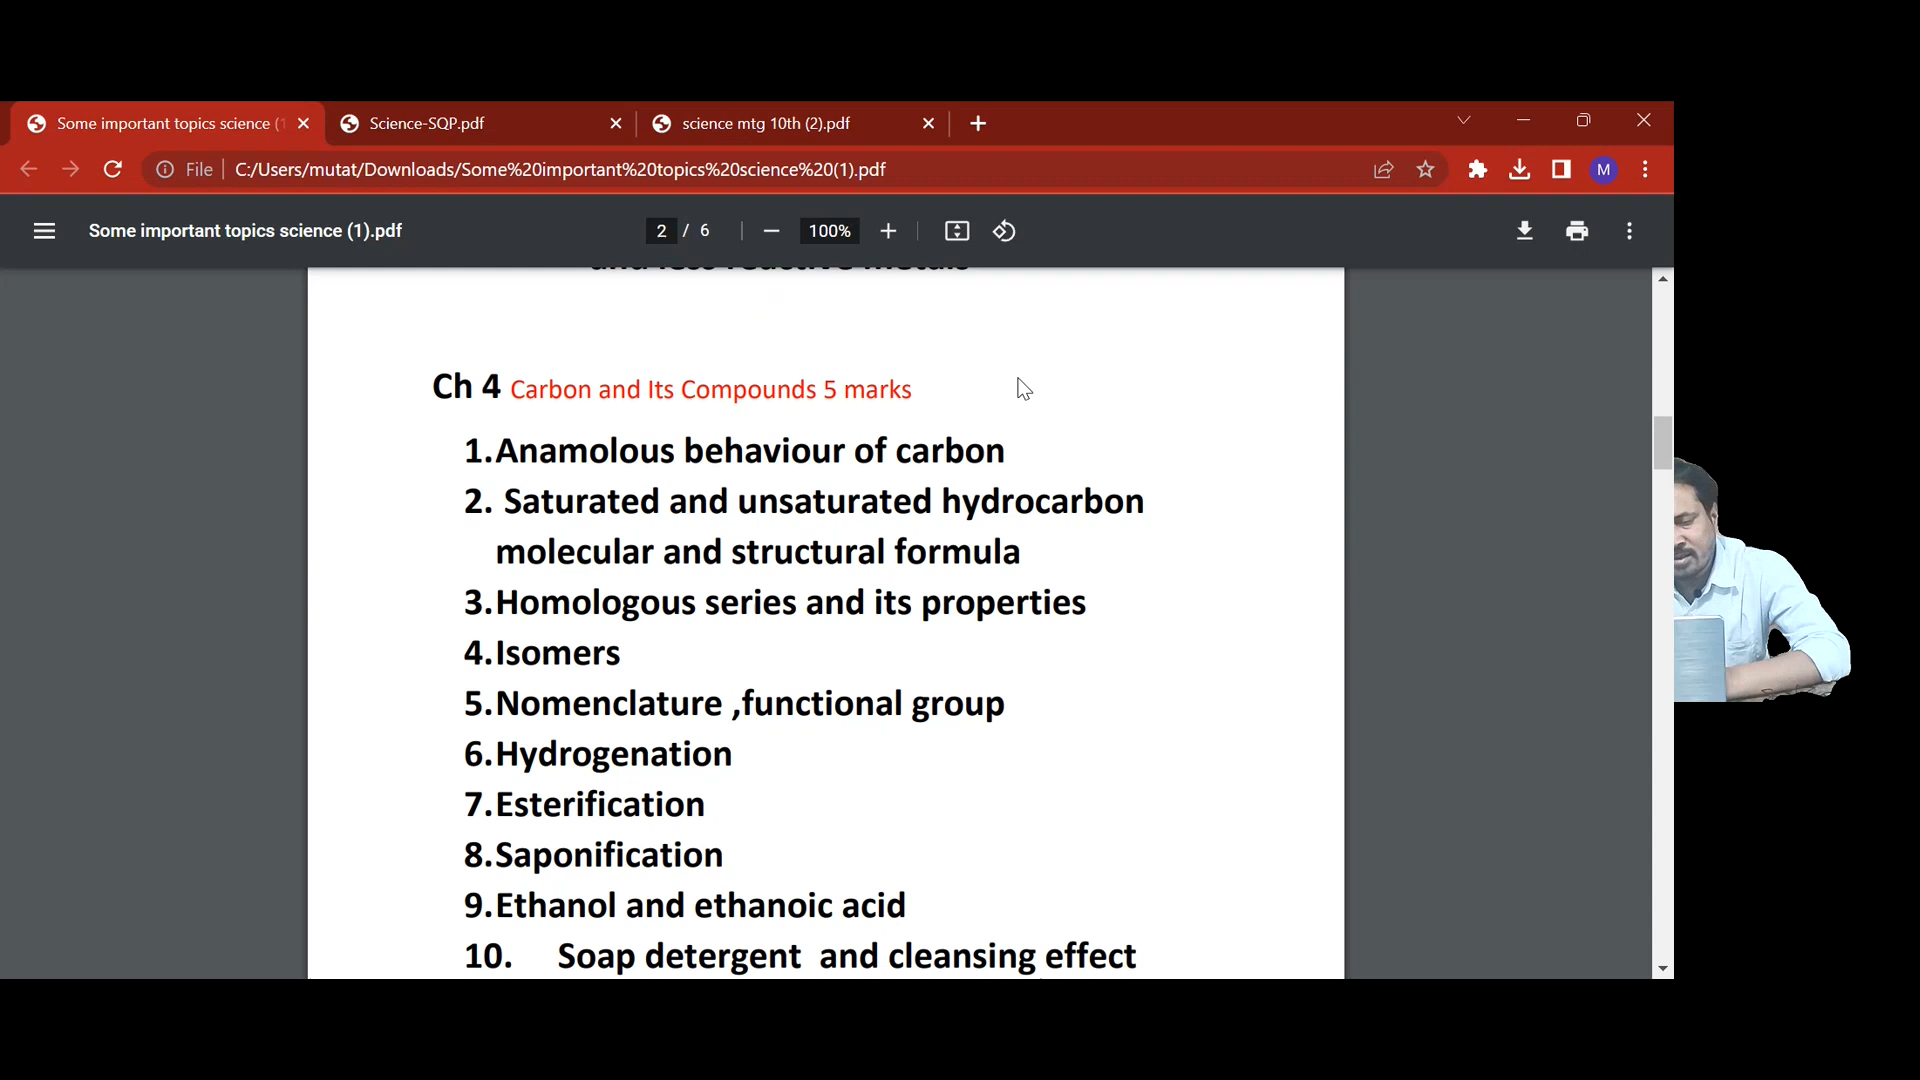 Some important topics science (1
Science-SQP.pdf
science mtg 10th (2).pdf
File
C:/Users/mutat/Downloads/Some%20important%20topics%20science%20(1).pdf
M
Some important topics science (1).pdf
2 / 6
100%
and less reactive metals
Ch 4 Carbon and Its Compounds 5 marks
1.Anamolous behaviour of carbon
2. Saturated and unsaturated hydrocarbon
molecular and structural formula
3.Homologous series and its properties
4.Isomers
5.Nomenclature ,functional group
6.Hydrogenation
7.Esterification
8.Saponification
9.Ethanol and ethanoic acid
10. Soap detergent and cleansing effect